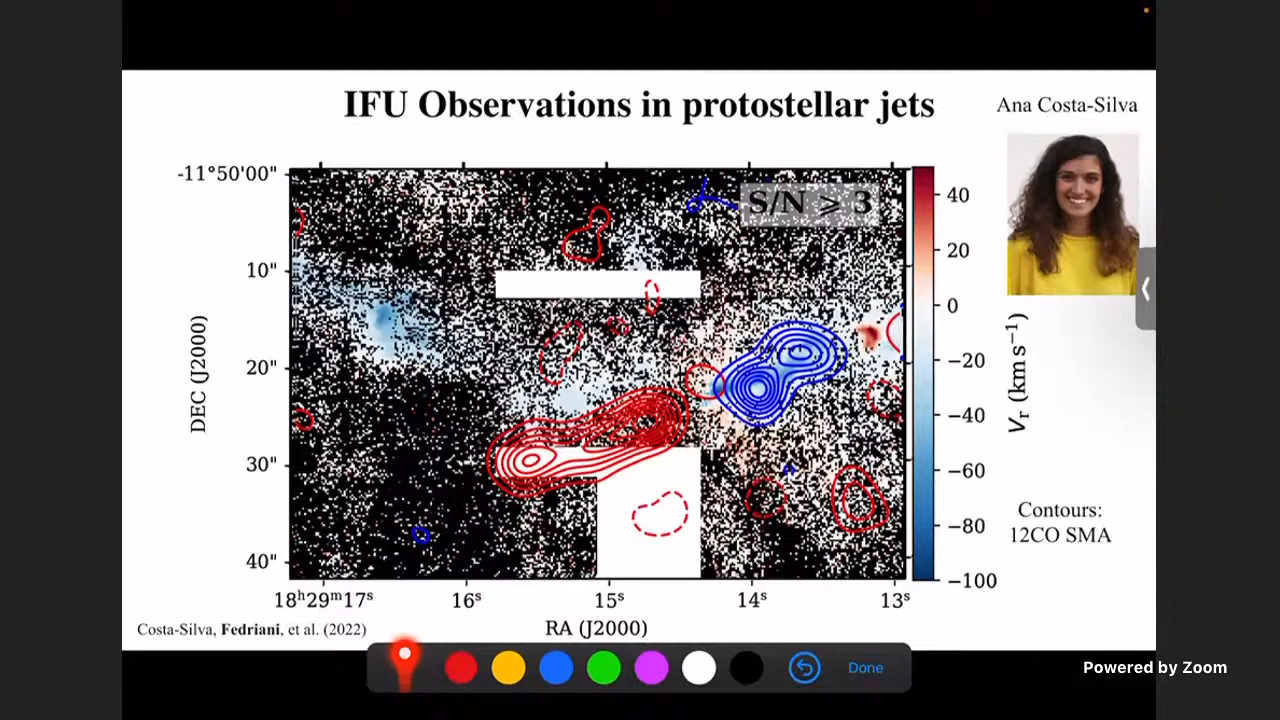 IFU Observations in protostellar jets
Ana Costa-Silva
S/N ⩾ 3
-11°50'00"
10"
20"
30"
40"
DEC (J2000)
18ʰ29ᵐ17ˢ
16ˢ
15ˢ
14ˢ
13ˢ
RA (J2000)
40
20
0
−20
−40
−60
−80
−100
Vr (km s⁻¹)
Contours:
12CO SMA
Costa-Silva, Fedriani, et al. (2022)
Done
Powered by Zoom